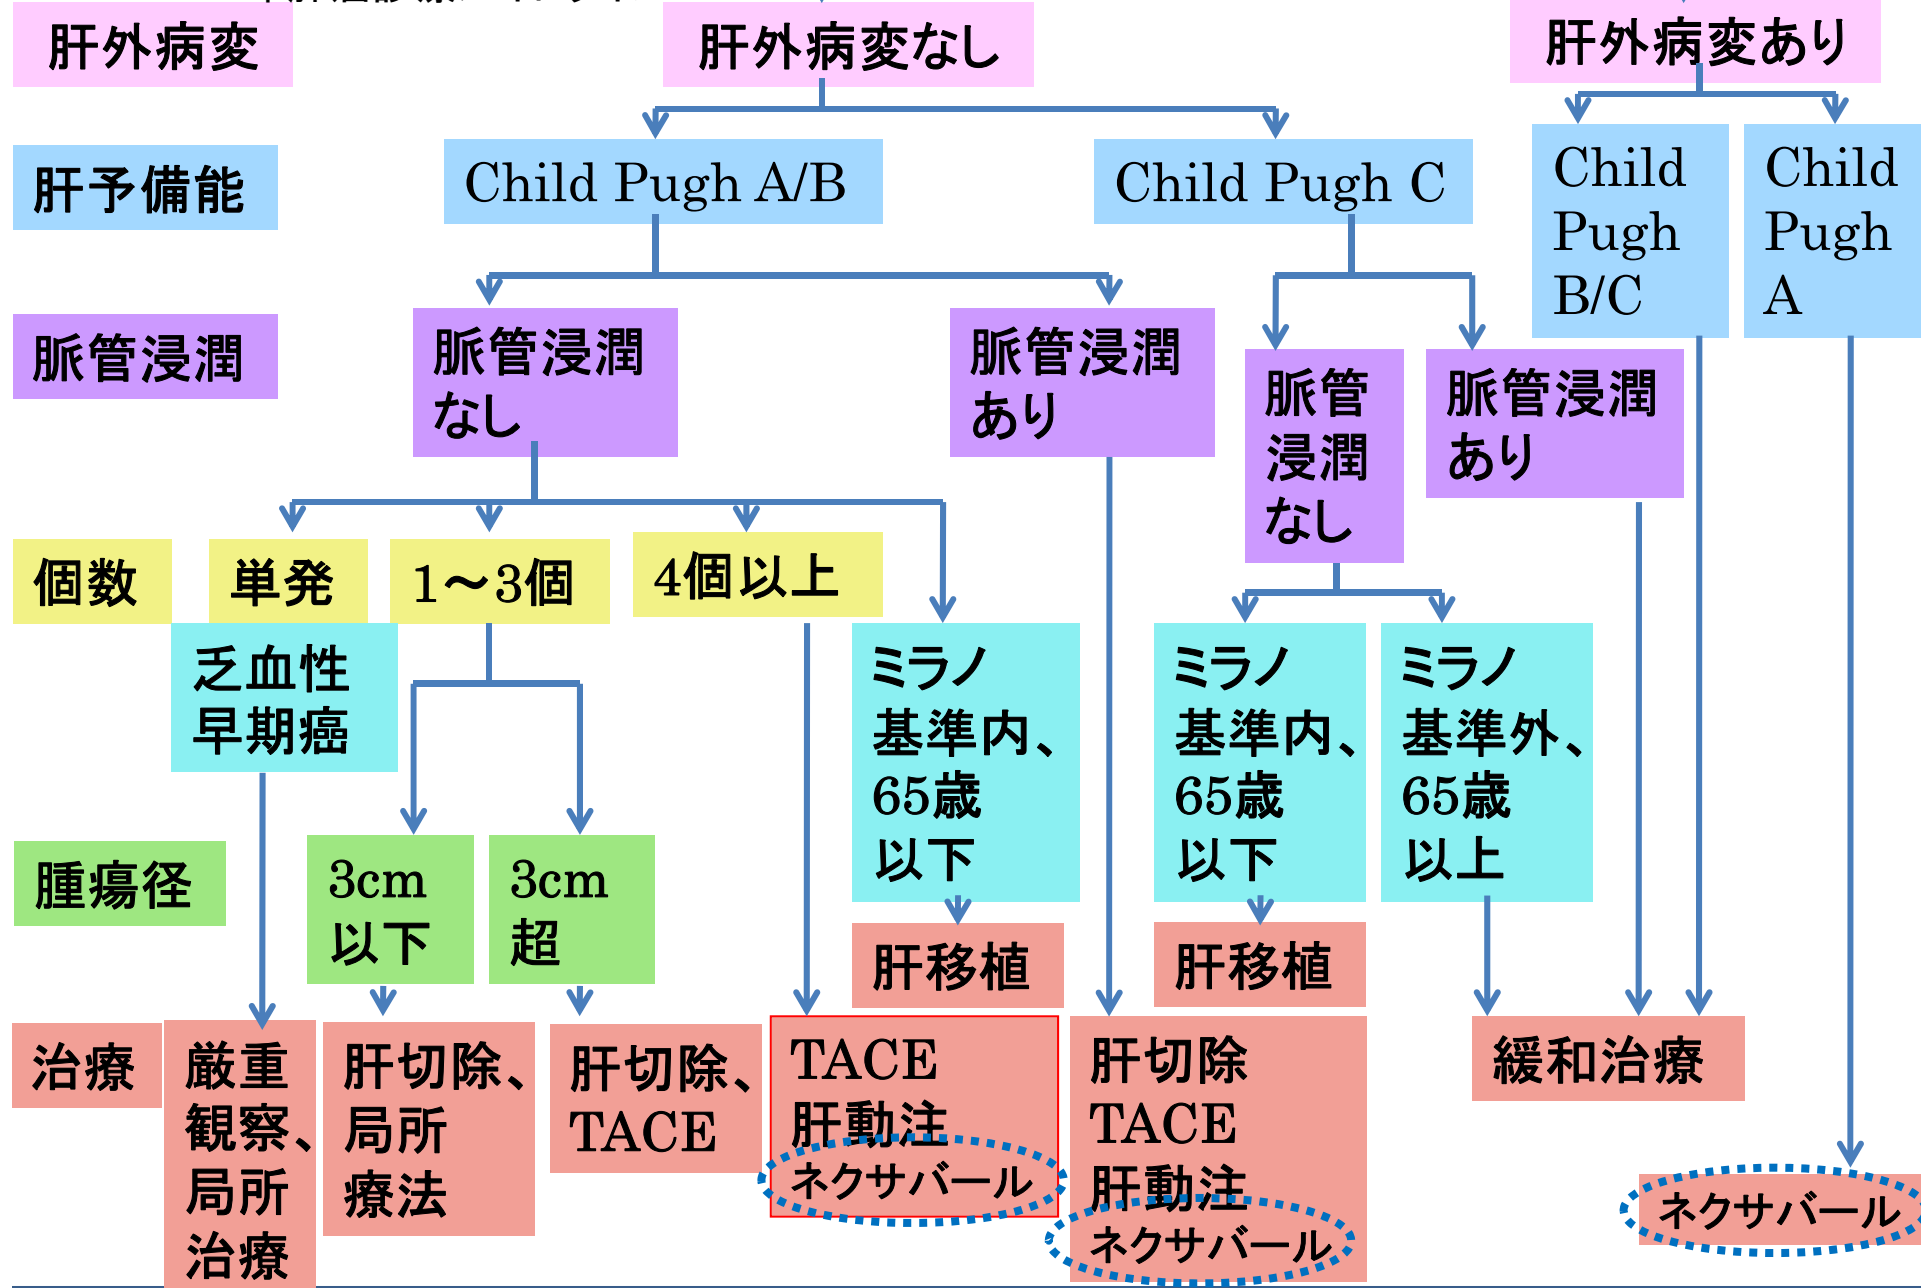 肝外病変
肝外病変なし
肝外病変あり
肝予備能
Child Pugh A/B
Child Pugh C
Child
Pugh
B/C
Child
Pugh
A
脈管浸潤
脈管浸潤
なし
脈管浸潤
あり
脈管
浸潤
なし
脈管浸潤
あり
個数
単発
1～3個
4個以上
乏血性
早期癌
ミラノ
基準内、
65歳
以下
ミラノ
基準内、
65歳
以下
ミラノ
基準外、
65歳
以上
腫瘍径
3cm
以下
3cm
超
肝移植
肝移植
治療
厳重
観察、
局所
治療
肝切除、
局所
療法
肝切除、
TACE
TACE
肝動注
ネクサバール
肝切除
TACE
肝動注
ネクサバール
緩和治療
ネクサバール